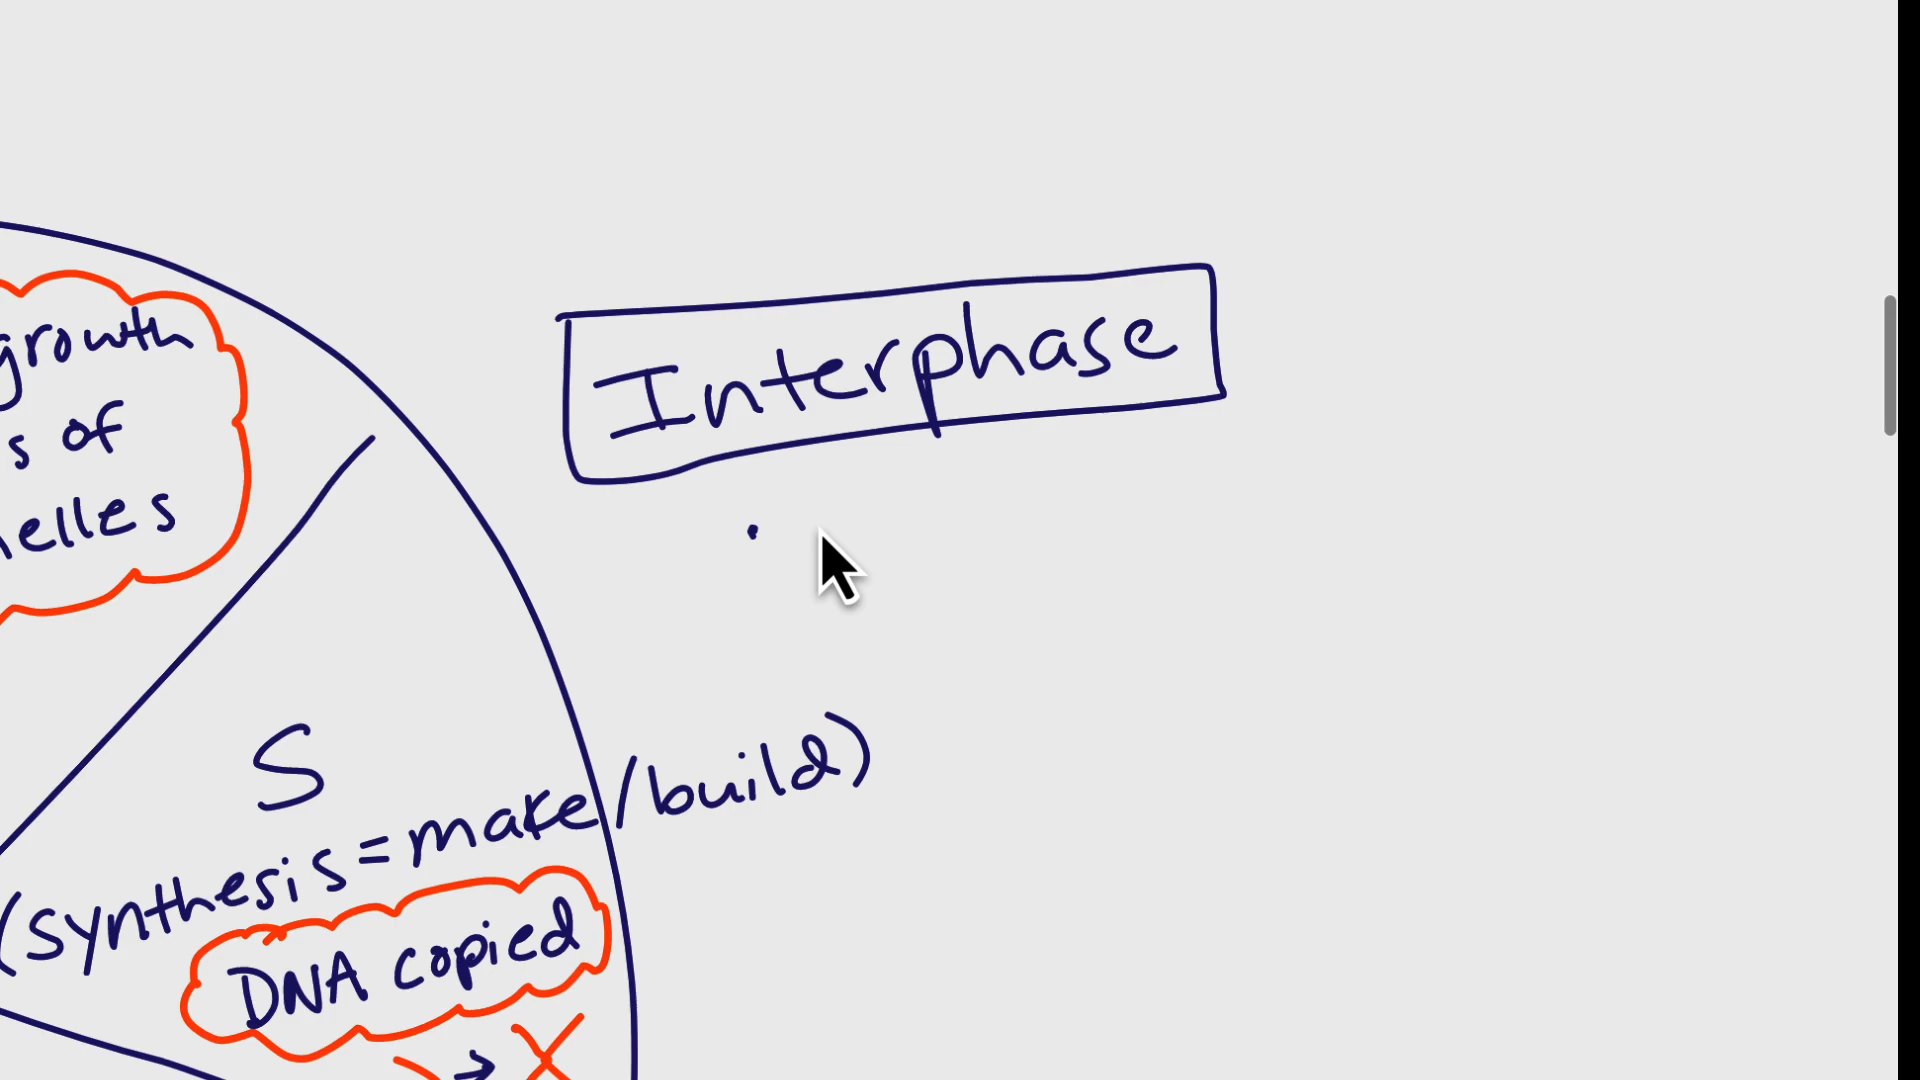 growth
s of
elles
Interphase
S
(synthesis = make/build)
DNA copied
→